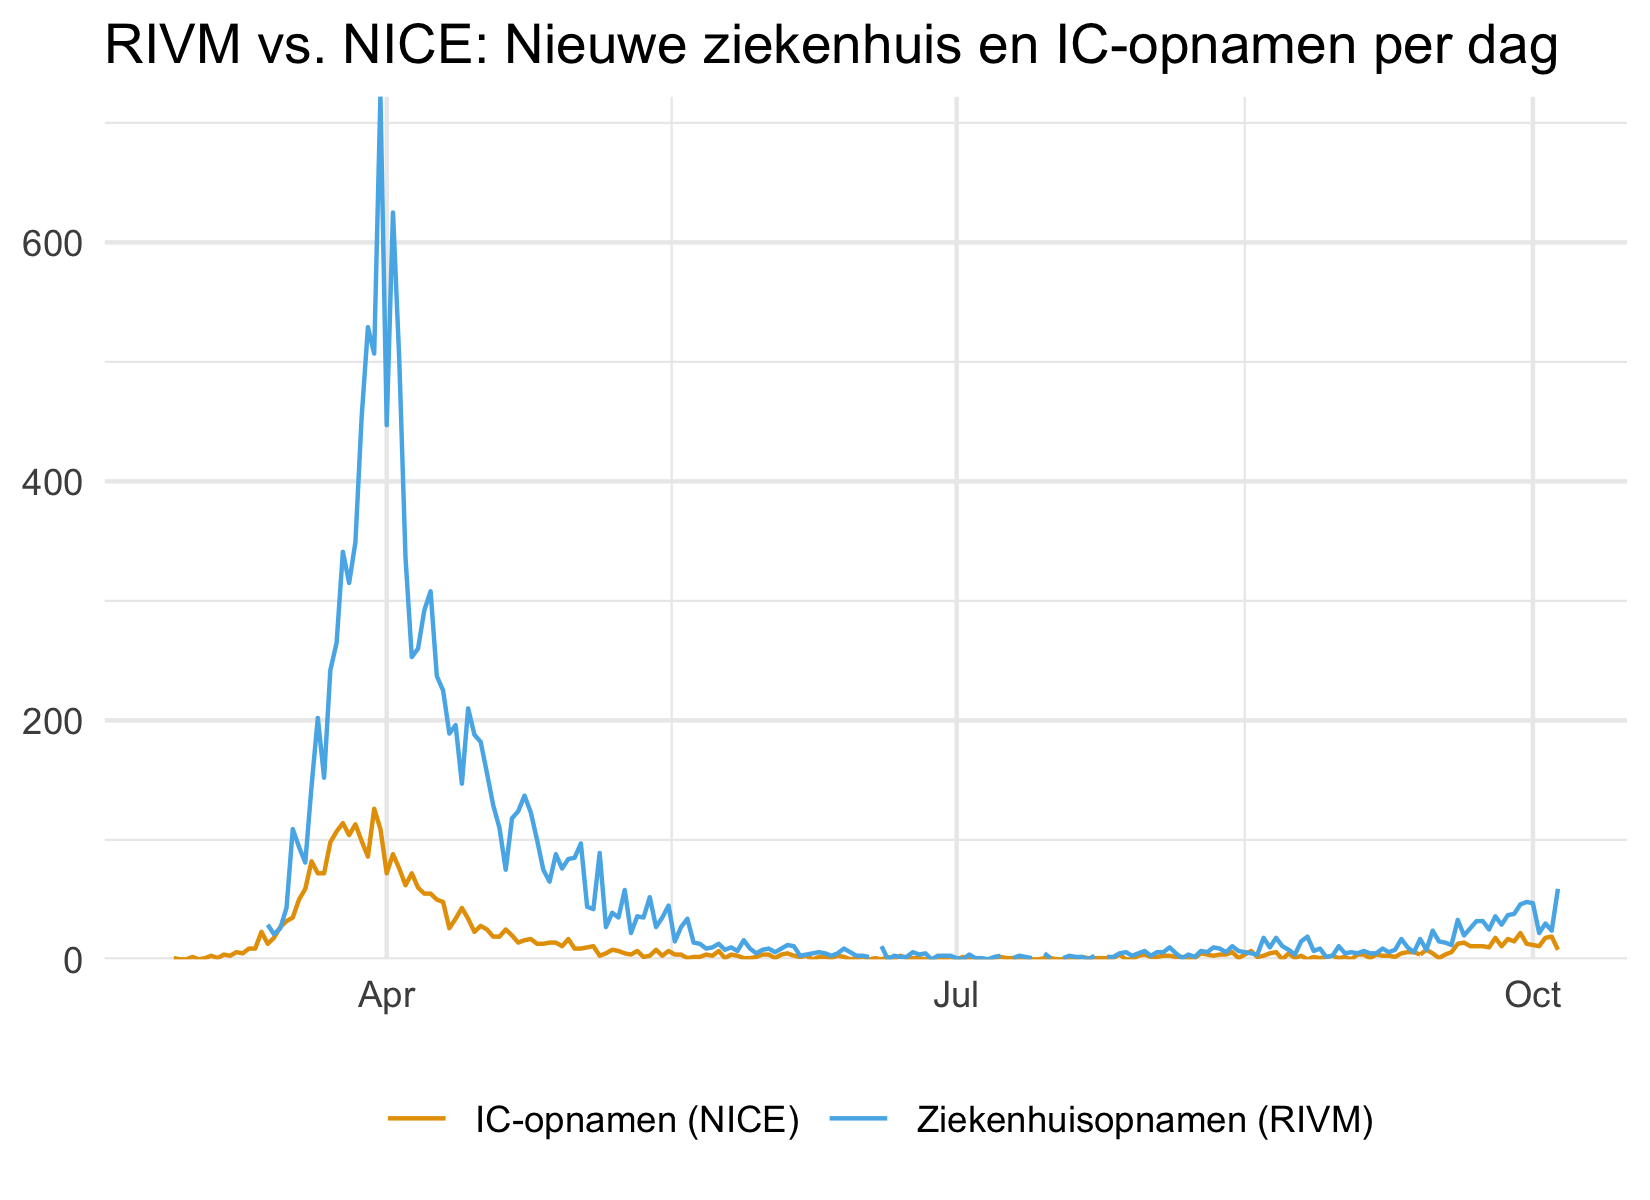 RIVM vs. NICE: Nieuwe ziekenhuis en IC-opnamen per dag
600
400
200
0
Apr Jul Oct
IC-opnamen (NICE) Ziekenhuisopnamen (RIVM)